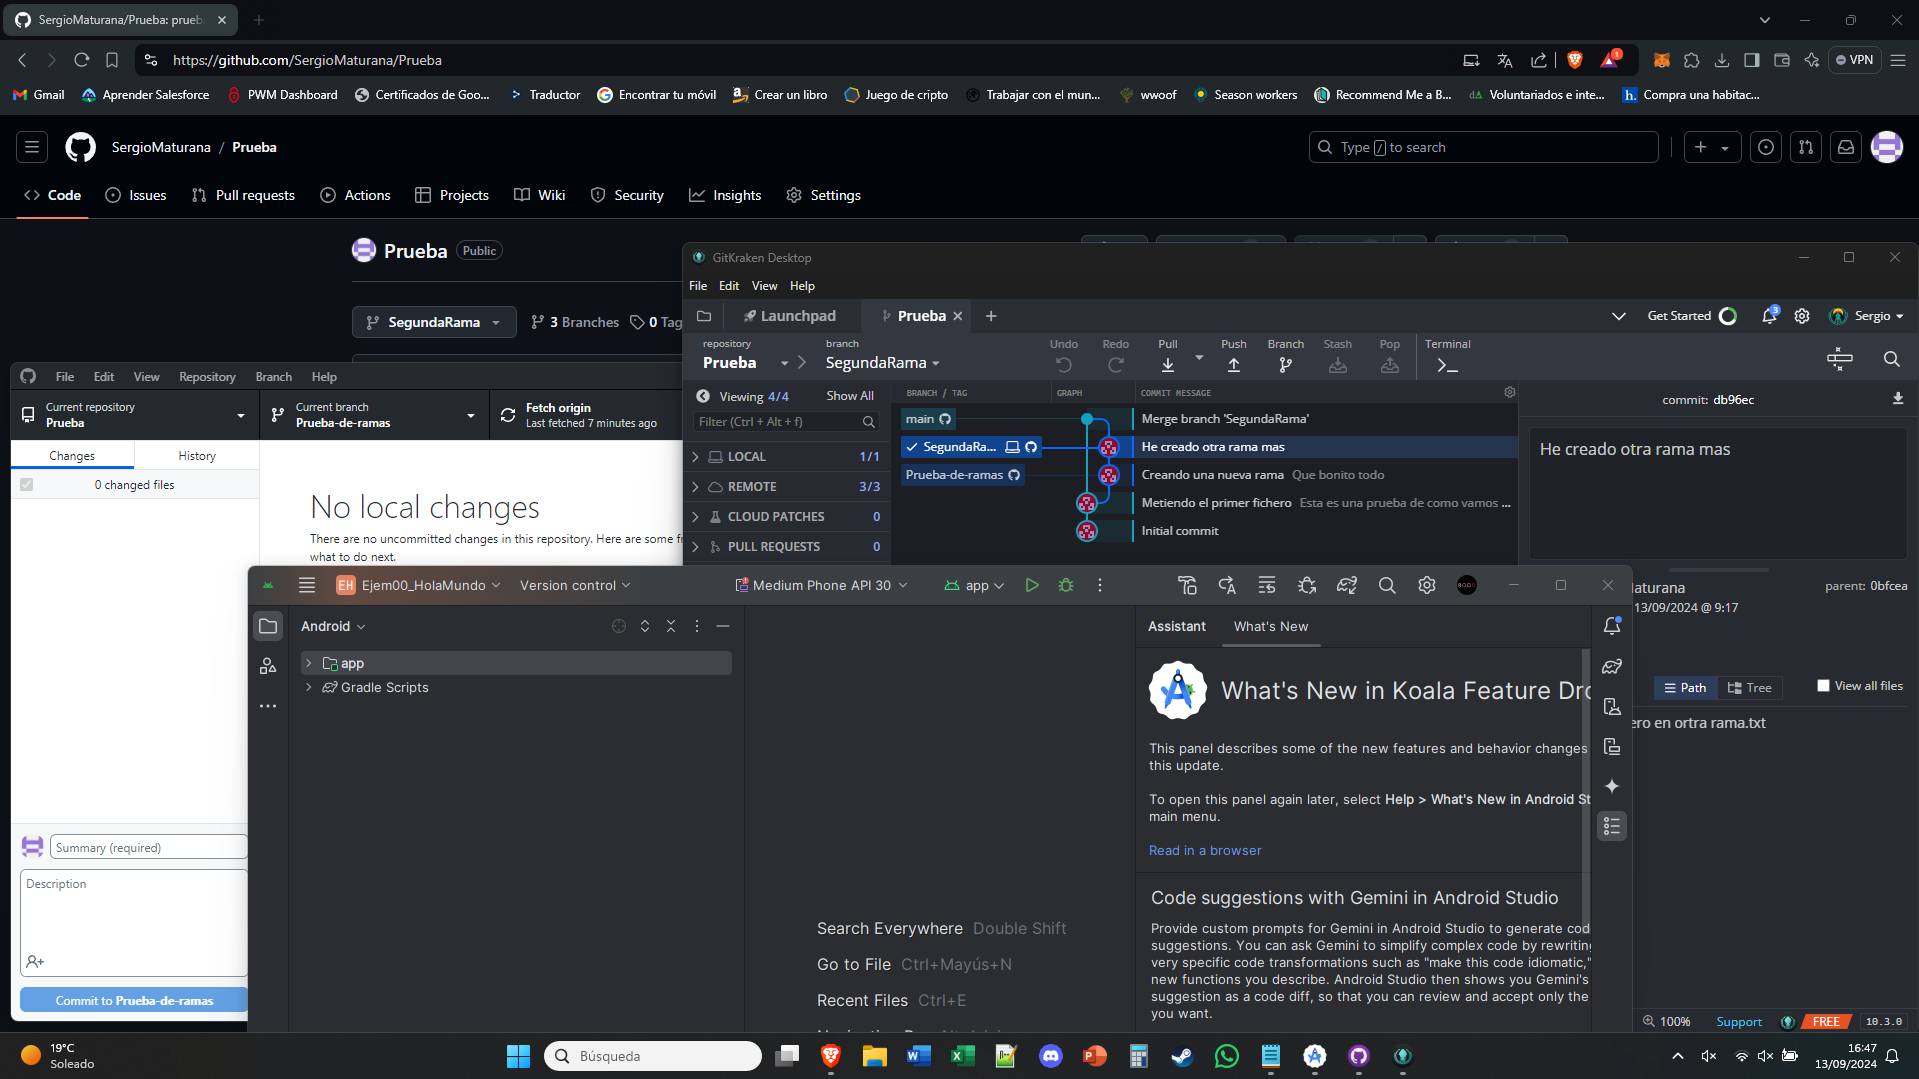 SergioMaturana/Prueba: prueb
https://github.com/SergioMaturana/Prueba
1
VPN
Gmail
Aprender Salesforce
PWM Dashboard
Certificados de Goo...
Traductor
Encontrar tu móvil
Crear un libro
Juego de cripto
Trabajar con el mun...
wwoof
Season workers
Recommend Me a B...
Voluntariados e inte...
Compra una habitac...
SergioMaturana / Prueba
Type / to search
Code
Issues
Pull requests
Actions
Projects
Wiki
Security
Insights
Settings
Prueba Public
SegundaRama
3 Branches
0 Tag
GitKraken Desktop
File Edit View Help
Launchpad
Prueba
Get Started
3
Sergio
repository
Prueba
branch
SegundaRama
Undo
Redo
Pull
Push
Branch
Stash
Pop
Terminal
Viewing 4/4
Show All
Filter (Ctrl + Alt + f)
LOCAL 1/1
REMOTE 3/3
CLOUD PATCHES 0
PULL REQUESTS 0
BRANCH / TAG
GRAPH
COMMIT MESSAGE
main
Merge branch 'SegundaRama'
SegundaRa...
He creado otra rama mas
Prueba-de-ramas
Creando una nueva rama Que bonito todo
Metiendo el primer fichero Esta es una prueba de como vamos ...
Initial commit
commit: db96ec
He creado otra rama mas
aturana
13/09/2024 @ 9:17
parent: 0bfcea
Path
Tree
View all files
ero en ortra rama.txt
100%
Support
FREE
10.3.0
File Edit View Repository Branch Help
Current repository
Prueba
Current branch
Prueba-de-ramas
Fetch origin
Last fetched 7 minutes ago
Changes
History
0 changed files
No local changes
There are no uncommitted changes in this repository. Here are some fr
what to do next.
Summary (required)
Description
Commit to Prueba-de-ramas
EH Ejem00_HolaMundo
Version control
Medium Phone API 30
app
Android
app
Gradle Scripts
Search Everywhere Double Shift
Go to File Ctrl+Mayús+N
Recent Files Ctrl+E
Assistant
What's New
What's New in Koala Feature Dro
This panel describes some of the new features and behavior changes
this update.
To open this panel again later, select Help > What's New in Android St
main menu.
Read in a browser
Code suggestions with Gemini in Android Studio
Provide custom prompts for Gemini in Android Studio to generate cod
suggestions. You can ask Gemini to simplify complex code by rewriting
very specific code transformations such as "make this code idiomatic,"
new functions you describe. Android Studio then shows you Gemini's
suggestion as a code diff, so that you can review and accept only the
you want.
19°C
Soleado
Búsqueda
16:47
13/09/2024